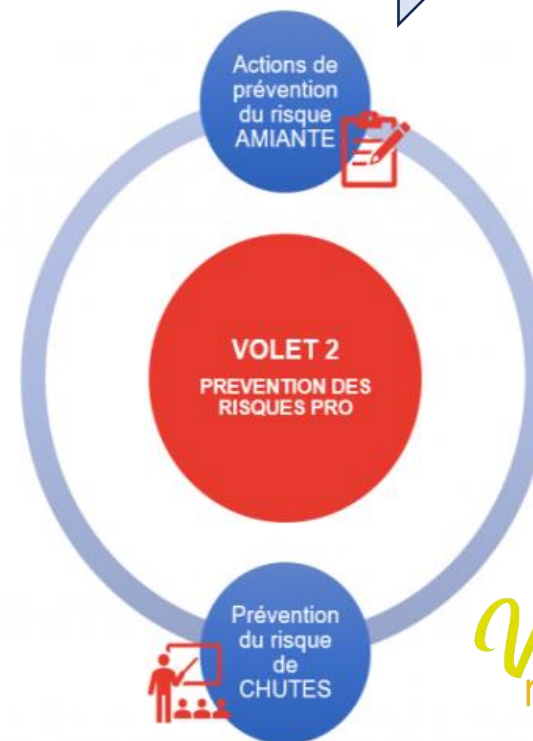 Actions de
prévention
du risque
AMIANTE
VOLET 2
PREVENTION DES
RISQUES PRO
Prévention
du risque
de
CHUTES